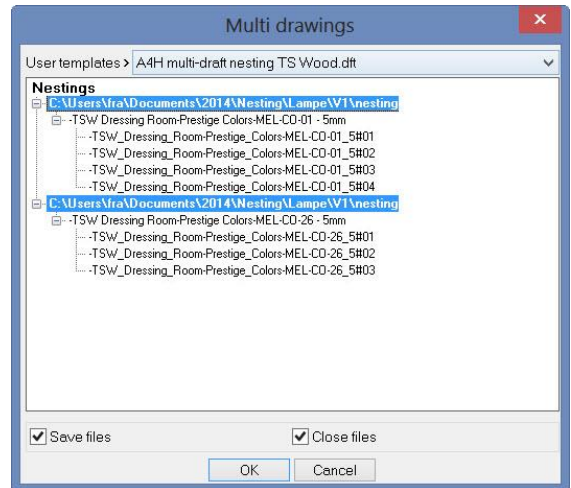 Multi drawings
User templates > A4H multi-draft nesting TS Wood.dft
Nestings
C:\Users\fra\Documents\2014\Nesting\Lampe\V1\nesting
-TSW Dressing Room-Prestige Colors-MEL-CO-01 - 5mm
-TSW_Dressing_Room-Prestige_Colors-MEL-CO-01_5#01
-TSW_Dressing_Room-Prestige_Colors-MEL-CO-01_5#02
-TSW_Dressing_Room-Prestige_Colors-MEL-CO-01_5#03
-TSW_Dressing_Room-Prestige_Colors-MEL-CO-01_5#04
C:\Users\fra\Documents\2014\Nesting\Lampe\V1\nesting
-TSW Dressing Room-Prestige Colors-MEL-CO-26 - 5mm
-TSW_Dressing_Room-Prestige_Colors-MEL-CO-26_5#01
-TSW_Dressing_Room-Prestige_Colors-MEL-CO-26_5#02
-TSW_Dressing_Room-Prestige_Colors-MEL-CO-26_5#03
Save files Close files
OK Cancel